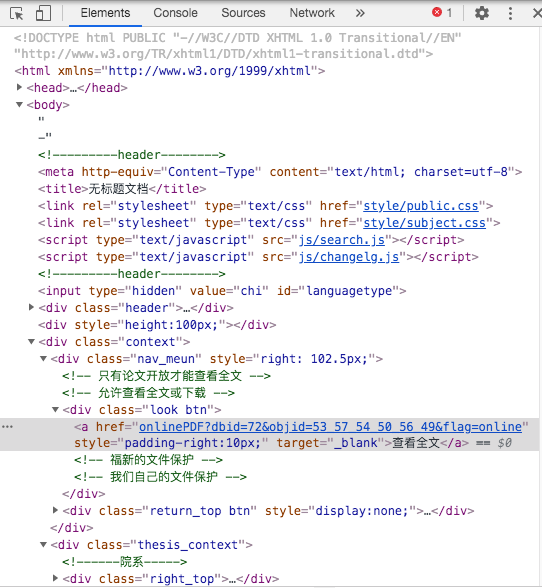 Elements Console Sources Network » 1
<!DOCTYPE html PUBLIC "-//W3C//DTD XHTML 1.0 Transitional//EN"
"http://www.w3.org/TR/xhtml1/DTD/xhtml1-transitional.dtd">
<html xmlns="http://www.w3.org/1999/xhtml">
<head>…</head>
<body>
"
-"
<!---------header-------->
<meta http-equiv="Content-Type" content="text/html; charset=utf-8">
<title>无标题文档</title>
<link rel="stylesheet" type="text/css" href="style/public.css">
<link rel="stylesheet" type="text/css" href="style/subject.css">
<script type="text/javascript" src="js/search.js"></script>
<script type="text/javascript" src="js/changelg.js"></script>
<!---------header-------->
<input type="hidden" value="chi" id="languagetype">
<div class="header">…</div>
<div style="height:100px;"></div>
<div class="context">
<div class="nav_meun" style="right: 102.5px;">
<!-- 只有论文开放才能查看全文 -->
<!-- 允许查看全文或下载 -->
<div class="look btn">
<a href="onlinePDF?dbid=72&objid=53 57 54 50 56 49&flag=online"
style="padding-right:10px;" target="_blank">查看全文</a> == $0
<!-- 福新的文件保护 -->
<!-- 我们自己的文件保护 -->
</div>
<div class="return_top btn" style="display:none;">…</div>
</div>
<div class="thesis_context">
<!------院系----->
<div class="right_top">…</div>